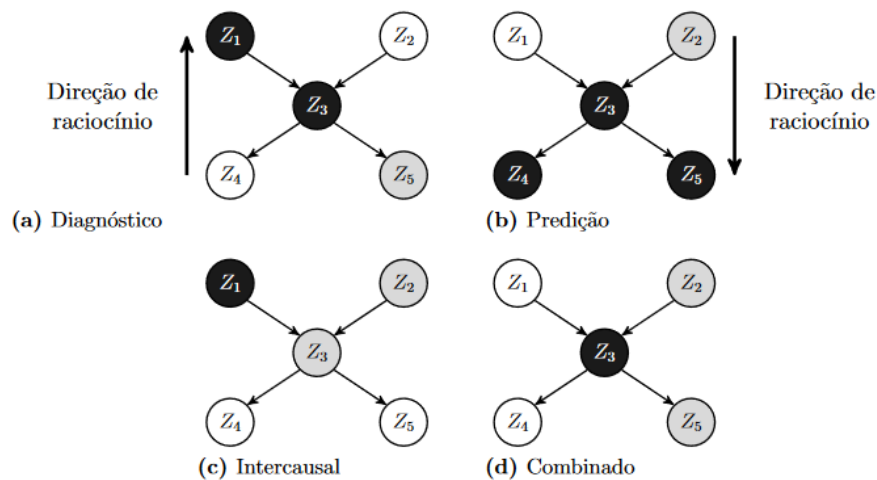 Z₁ Z₂ Z₁ Z₂
Direção de
raciocínio
Z₃ Z₃
Direção de
raciocínio
Z₄ Z₅ Z₄ Z₅
(a) Diagnóstico (b) Predição
Z₁ Z₂ Z₁ Z₂
Z₃ Z₃
Z₄ Z₅ Z₄ Z₅
(c) Intercausal (d) Combinado